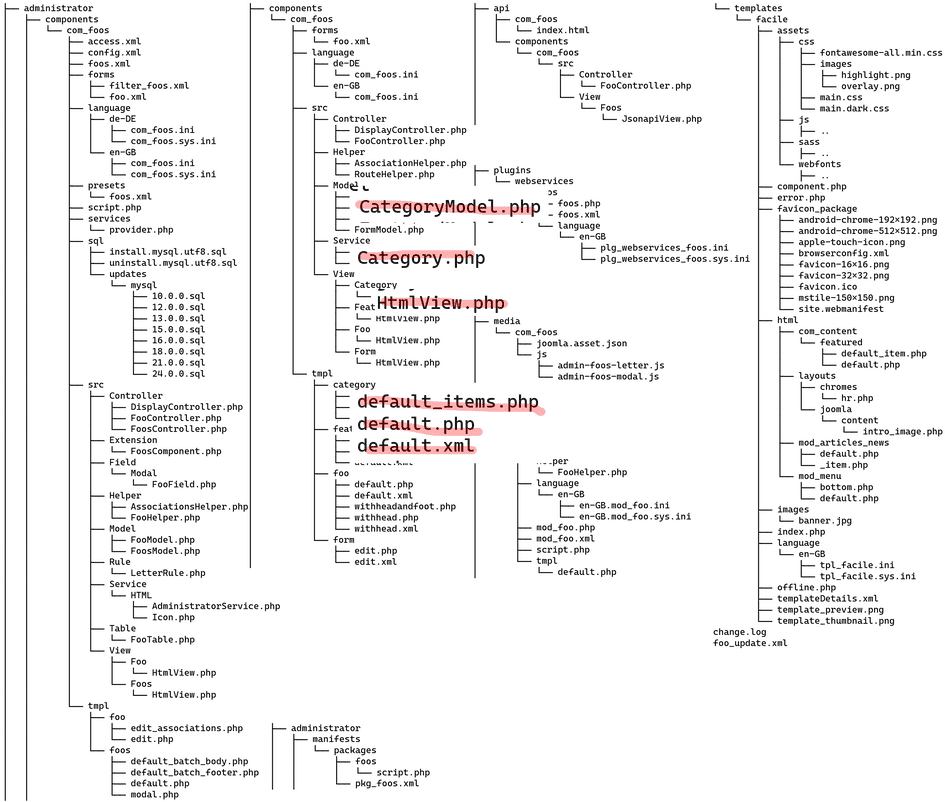 administrator
components
com_foos
access.xml
config.xml
foos.xml
forms
filter_foos.xml
foo.xml
language
de-DE
com_foos.ini
com_foos.sys.ini
en-GB
com_foos.ini
com_foos.sys.ini
presets
foos.xml
script.php
services
provider.php
sql
install.mysql.utf8.sql
uninstall.mysql.utf8.sql
updates
mysql
10.0.0.sql
12.0.0.sql
13.0.0.sql
15.0.0.sql
16.0.0.sql
18.0.0.sql
21.0.0.sql
24.0.0.sql
src
Controller
DisplayController.php
FooController.php
FoosController.php
Extension
FoosComponent.php
Field
Modal
FooField.php
Helper
AssociationsHelper.php
FooHelper.php
Model
FooModel.php
FoosModel.php
Rule
LetterRule.php
Service
HTML
AdministratorService.php
Icon.php
Table
FooTable.php
View
Foo
HtmlView.php
Foos
HtmlView.php
tmpl
foo
edit_associations.php
edit.php
foos
default_batch_body.php
default_batch_footer.php
default.php
modal.php
components
com_foos
forms
foo.xml
language
de-DE
com_foos.ini
en-GB
com_foos.ini
src
Controller
DisplayController.php
FooController.php
Helper
AssociationHelper.php
RouteHelper.php
Model
CategoryModel.php
FormModel.php
Service
Category.php
View
Category
HtmlView.php
Feat
HtmlView.php
Foo
HtmlView.php
Form
HtmlView.php
tmpl
category
default_items.php
default.php
default.xml
feat
default.xml
foo
default.php
default.xml
withheadandfoot.php
withhead.php
withhead.xml
form
edit.php
edit.xml
administrator
manifests
packages
foos
script.php
pkg_foos.xml
api
com_foos
index.html
components
com_foos
src
Controller
FooController.php
View
Foos
JsonapiView.php
plugins
webservices
foos.php
foos.xml
language
en-GB
plg_webservices_foos.ini
plg_webservices_foos.sys.ini
media
com_foos
joomla.asset.json
js
admin-foos-letter.js
admin-foos-modal.js
FooHelper.php
language
en-GB
en-GB.mod_foo.ini
en-GB.mod_foo.sys.ini
mod_foo.php
mod_foo.xml
script.php
tmpl
default.php
templates
facile
assets
css
fontawesome-all.min.css
images
highlight.png
overlay.png
main.css
main.dark.css
js
..
sass
..
webfonts
..
component.php
error.php
favicon_package
android-chrome-192×192.png
android-chrome-512×512.png
apple-touch-icon.png
browserconfig.xml
favicon-16×16.png
favicon-32×32.png
favicon.ico
mstile-150×150.png
site.webmanifest
html
com_content
featured
default_item.php
default.php
layouts
chromes
hr.php
joomla
content
intro_image.php
mod_articles_news
default.php
_item.php
mod_menu
bottom.php
default.php
images
banner.jpg
index.php
language
en-GB
tpl_facile.ini
tpl_facile.sys.ini
offline.php
templateDetails.xml
template_preview.png
template_thumbnail.png
change.log
foo_update.xml